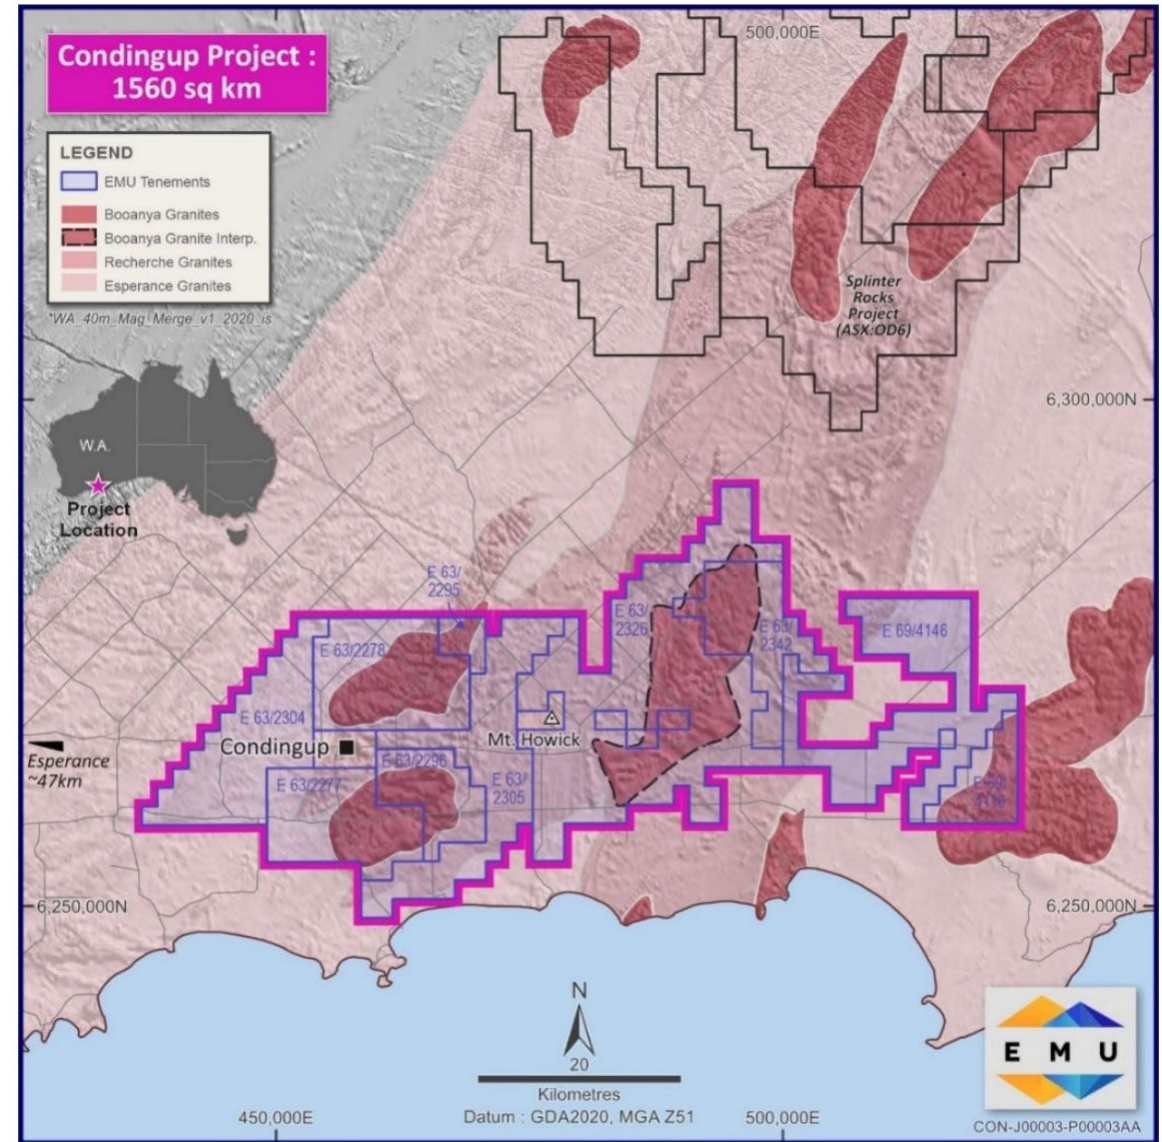 Condingup Project :
1560 sq km
500,000E
LEGEND
EMU Tenements
Booanya Granites
Booanya Granite Interp.
Recherche Granites
Esperance Granites
*WA_40m_Mag_Merge_v1_2020_is
Splinter
Rocks
Project
(ASX:OD6)
6,300,000N
W.A.
Project
Location
E 63/
2295
E 63/2278
E 63/
2326
E 63/
2342
E 69/4146
E 63/2304
Condingup
Mt. Howick
Esperance
~47km
E 63/2296
E 63/2277
E 63/
2305
E 69/
6,250,000N
6,250,000N
N
20
Kilometres
Datum : GDA2020, MGA Z51
450,000E
500,000E
EMU
CON-J00003-P00003AA